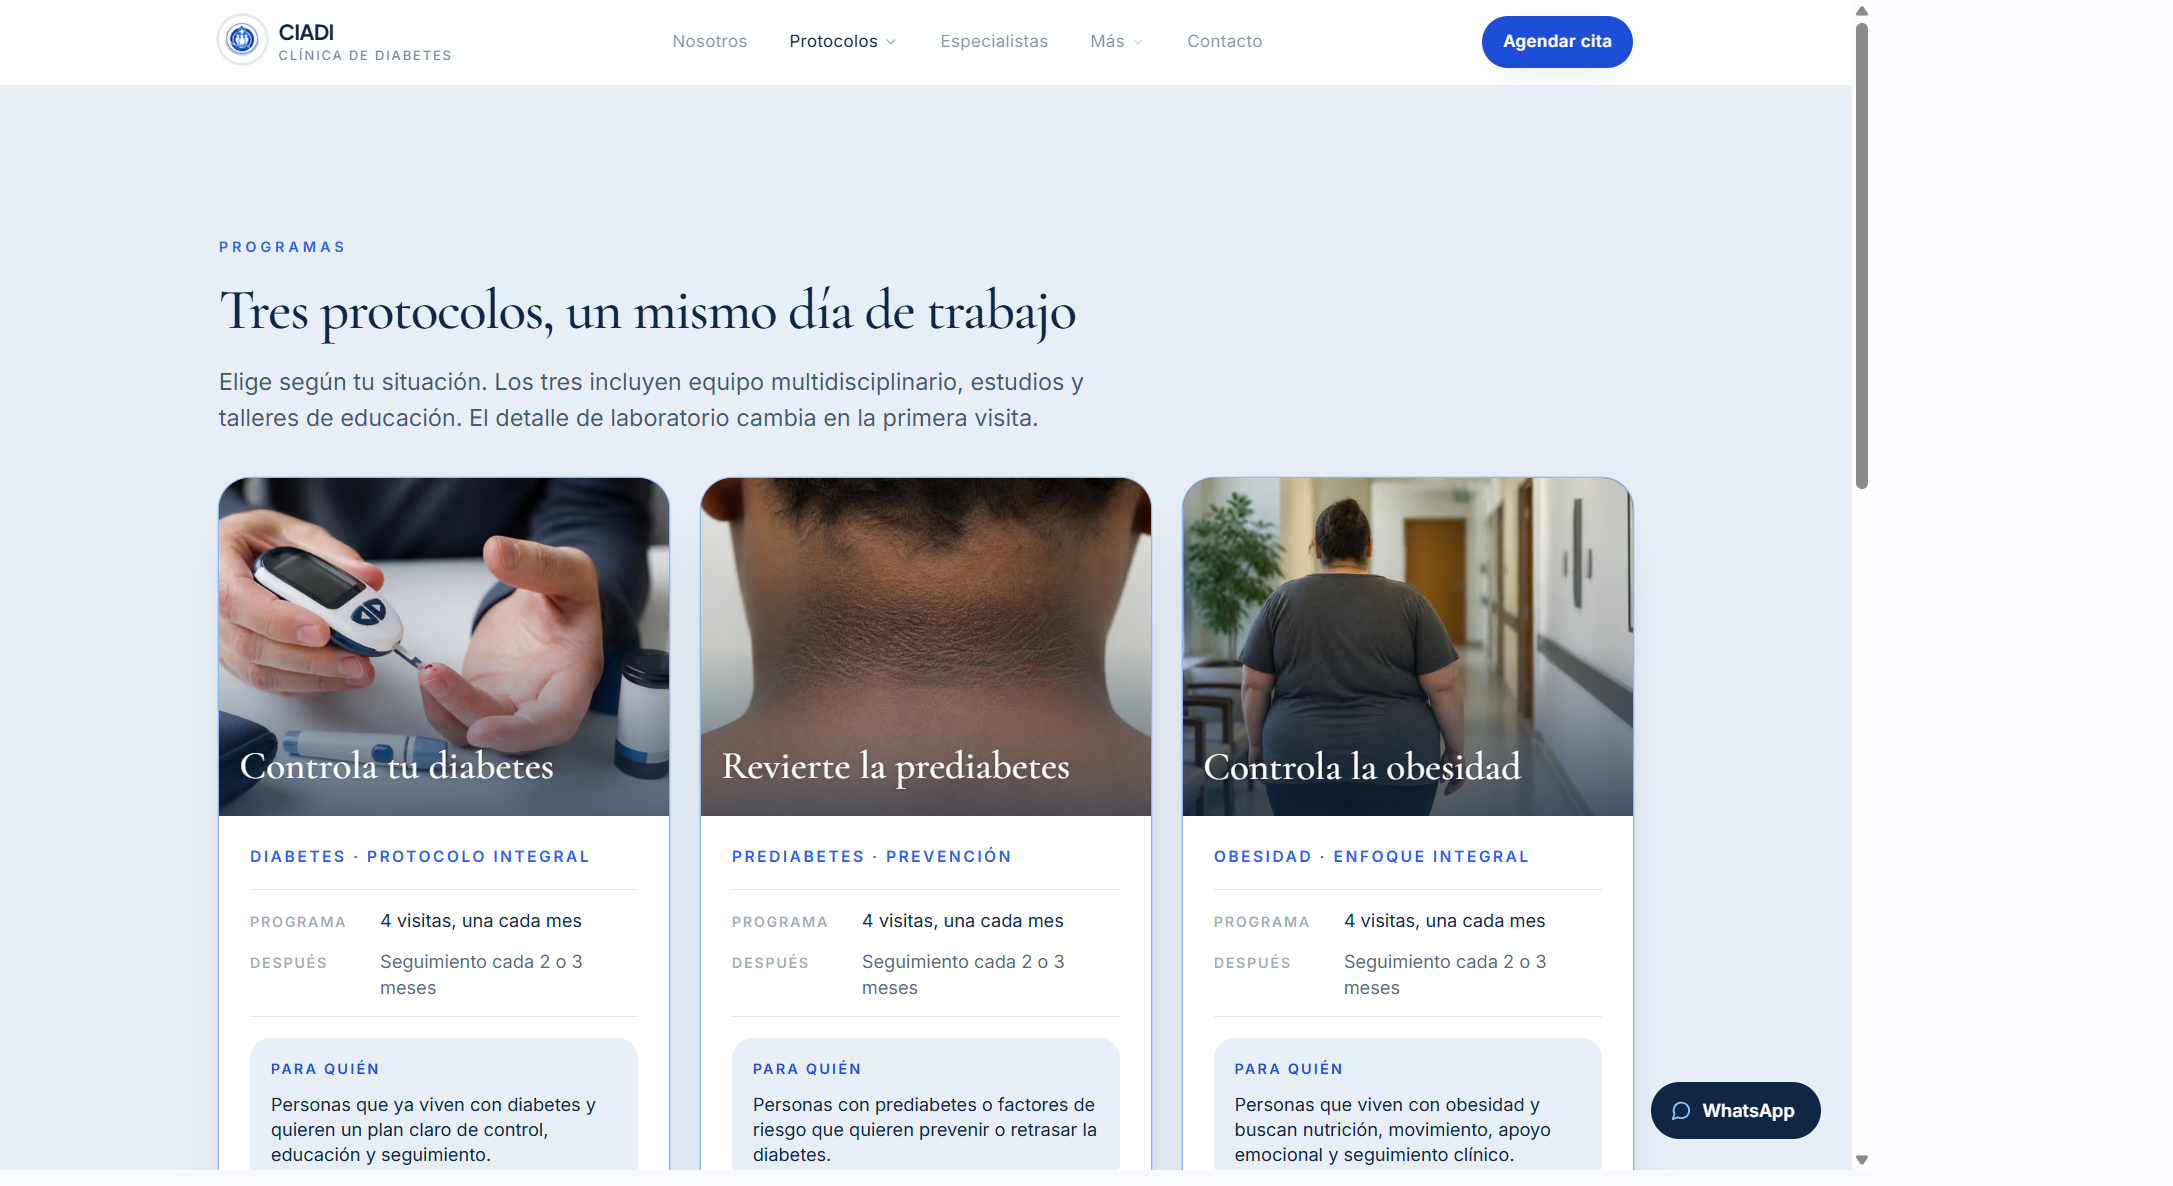 CIADI
CLÍNICA DE DIABETES
Nosotros
Protocolos
Especialistas
Más
Contacto
Agendar cita
PROGRAMAS
Tres protocolos, un mismo día de trabajo
Elige según tu situación. Los tres incluyen equipo multidisciplinario, estudios y
talleres de educación. El detalle de laboratorio cambia en la primera visita.
Controla tu diabetes
DIABETES · PROTOCOLO INTEGRAL
PROGRAMA 4 visitas, una cada mes
DESPUÉS Seguimiento cada 2 o 3
meses
PARA QUIÉN
Personas que ya viven con diabetes y
quieren un plan claro de control,
educación y seguimiento.
Revierte la prediabetes
PREDIABETES · PREVENCIÓN
PROGRAMA 4 visitas, una cada mes
DESPUÉS Seguimiento cada 2 o 3
meses
PARA QUIÉN
Personas con prediabetes o factores de
riesgo que quieren prevenir o retrasar la
diabetes.
Controla la obesidad
OBESIDAD · ENFOQUE INTEGRAL
PROGRAMA 4 visitas, una cada mes
DESPUÉS Seguimiento cada 2 o 3
meses
PARA QUIÉN
Personas que viven con obesidad y
buscan nutrición, movimiento, apoyo
emocional y seguimiento clínico.
WhatsApp